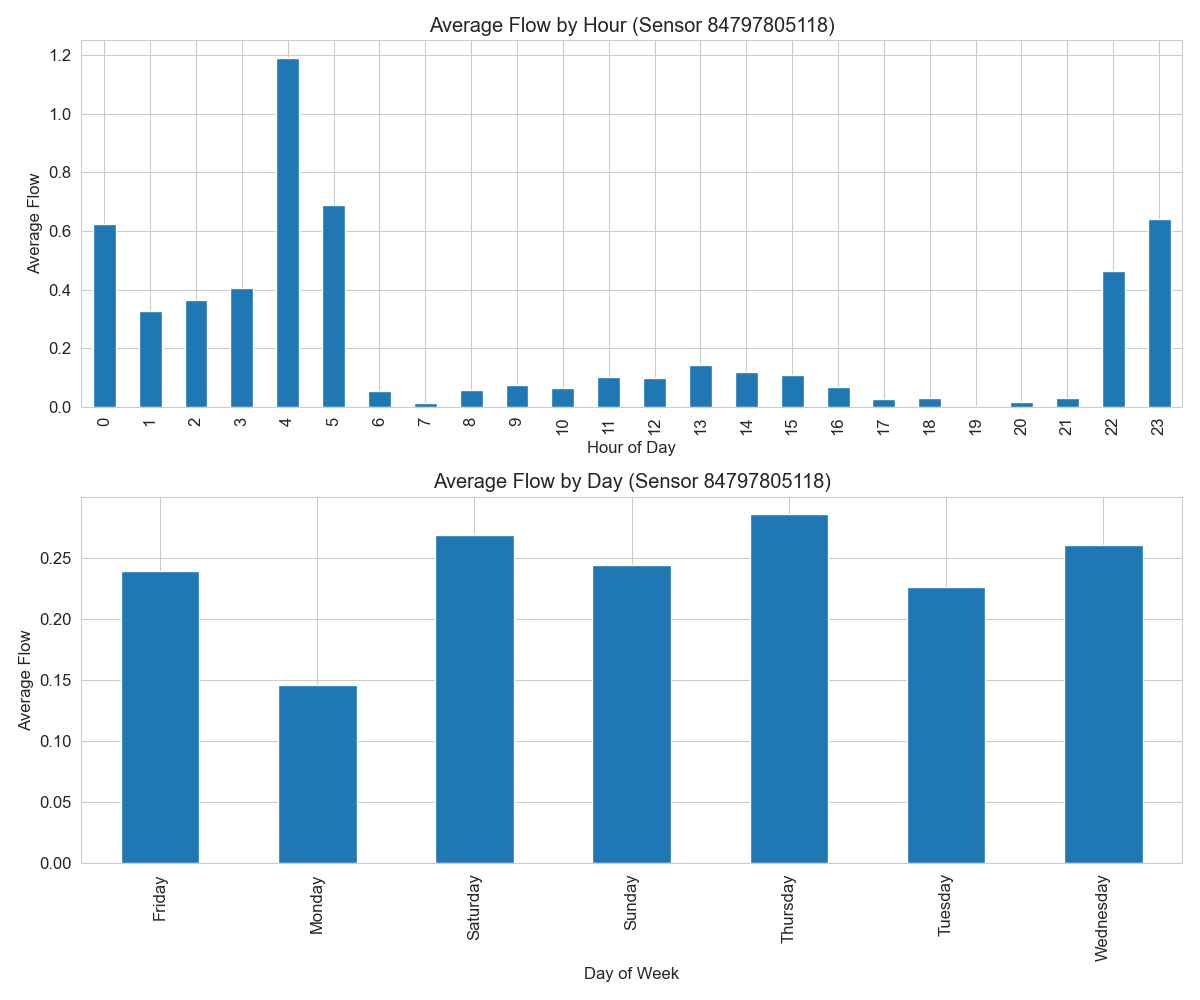 Average Flow by Hour (Sensor 84797805118)
1.2
1.0
0.8
0.6
0.4
0.2
0.0
Average Flow
0 1 2 3 4 5 6 7 8 9 10 11 12 13 14 15 16 17 18 19 20 21 22 23
Hour of Day
Average Flow by Day (Sensor 84797805118)
0.25
0.20
0.15
0.10
0.05
0.00
Average Flow
Friday Monday Saturday Sunday Thursday Tuesday Wednesday
Day of Week